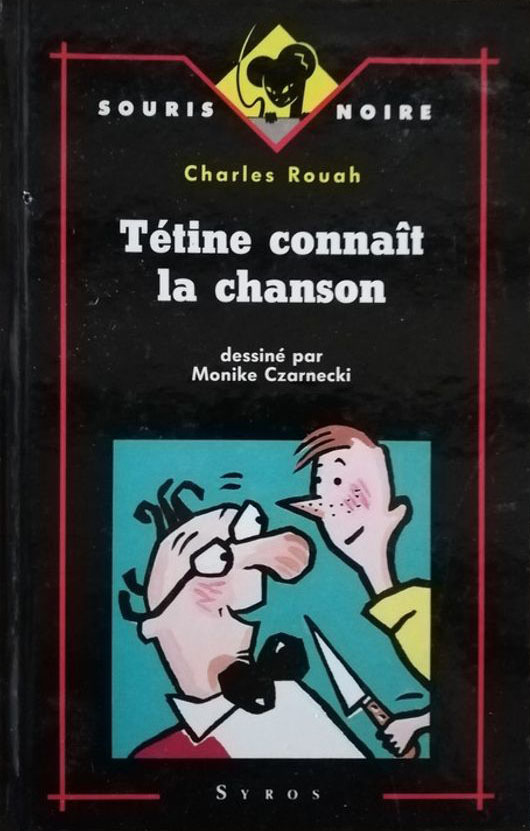 SOURIS NOIRE
Charles Rouah
Tétine connaît
la chanson
dessiné par
Monike Czarnecki
SYROS